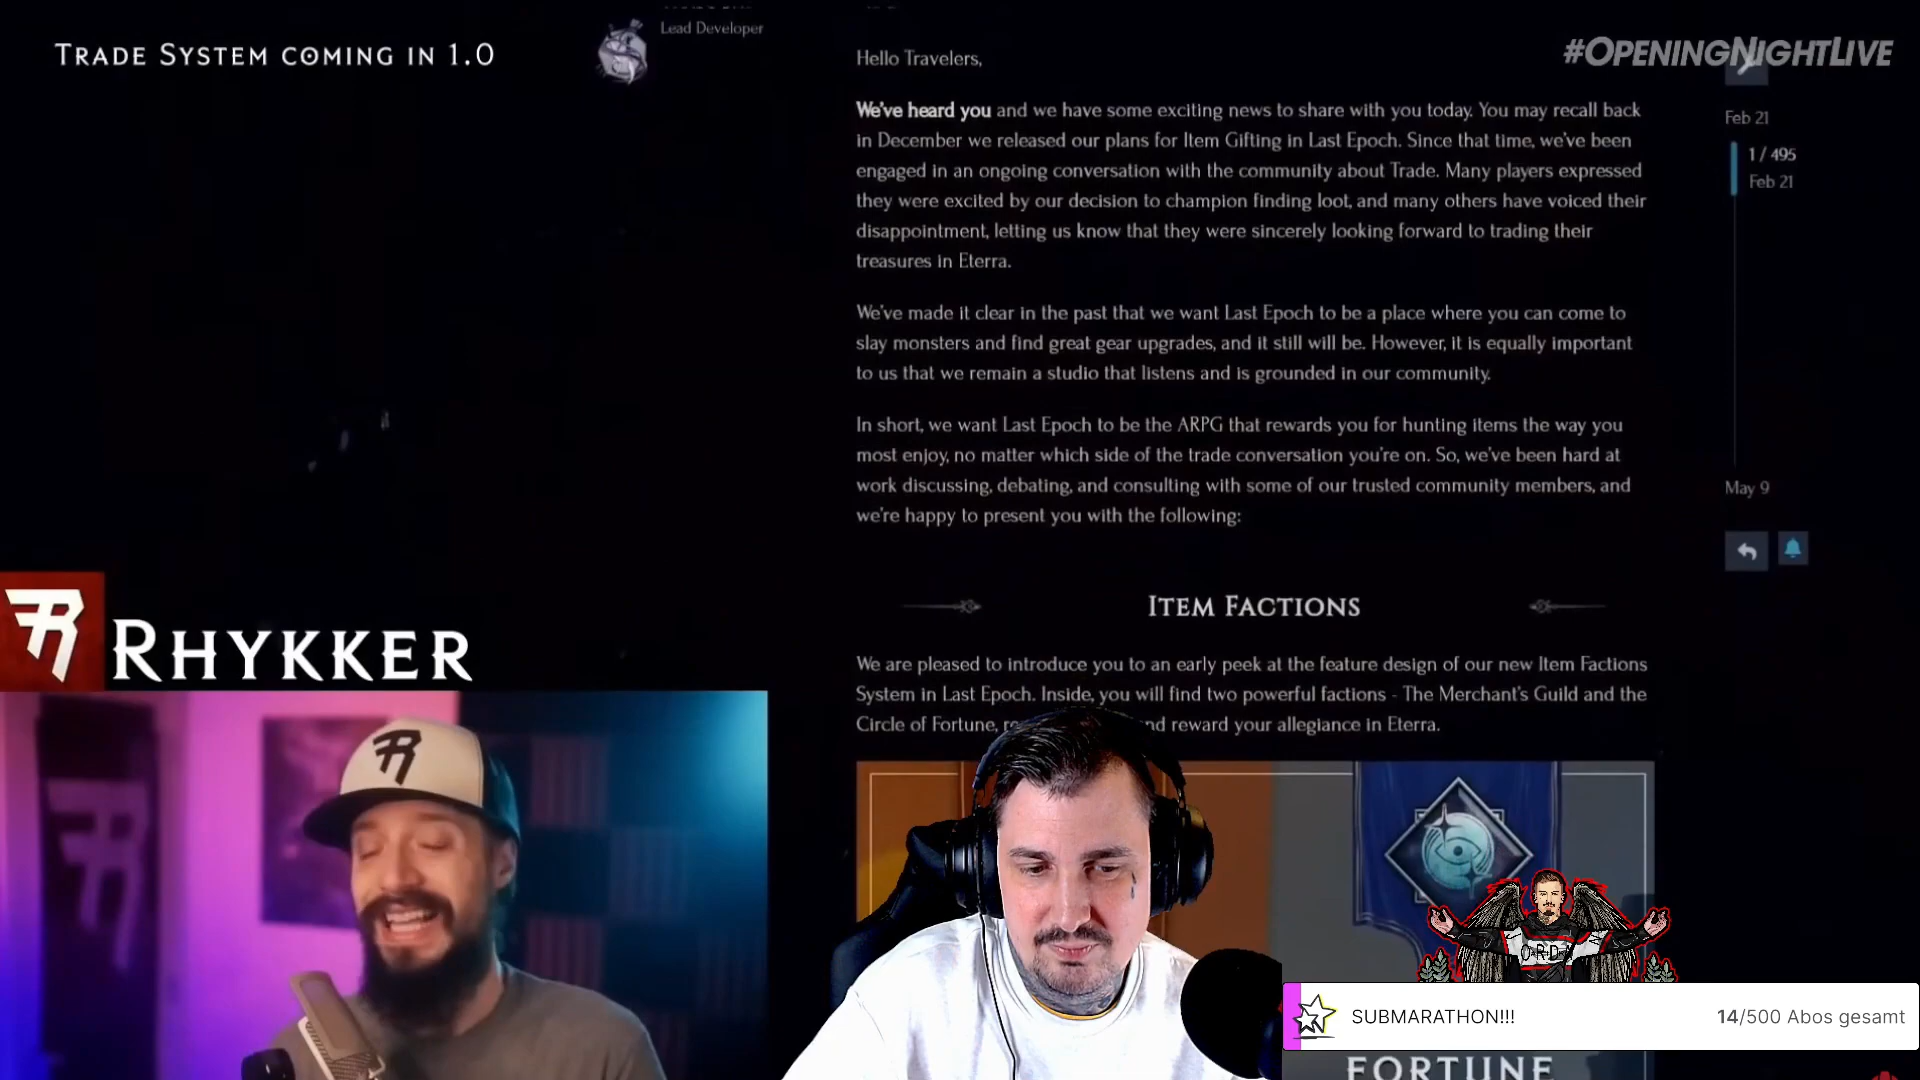 TRADE SYSTEM COMING IN 1.0
Lead Developer
#OPENINGNIGHTLIVE
Hello Travelers,
We've heard you and we have some exciting news to share with you today. You may recall back
in December we released our plans for Item Gifting in Last Epoch. Since that time, we've been
engaged in an ongoing conversation with the community about Trade. Many players expressed
they were excited by our decision to champion finding loot, and many others have voiced their
disappointment, letting us know that they were sincerely looking forward to trading their
treasures in Eterra.
We've made it clear in the past that we want Last Epoch to be a place where you can come to
slay monsters and find great gear upgrades, and it still will be. However, it is equally important
to us that we remain a studio that listens and is grounded in our community.
In short, we want Last Epoch to be the ARPG that rewards you for hunting items the way you
most enjoy, no matter which side of the trade conversation you're on. So, we've been hard at
work discussing, debating, and consulting with some of our trusted community members, and
we're happy to present you with the following:
Feb 21
1 / 495
Feb 21
May 9
ITEM FACTIONS
We are pleased to introduce you to an early peek at the feature design of our new Item Factions
System in Last Epoch. Inside, you will find two powerful factions - The Merchant's Guild and the
Circle of Fortune, and reward your allegiance in Eterra.
RHYKKER
SUBMARATHON!!!
14/500 Abos gesamt
FORTUNE